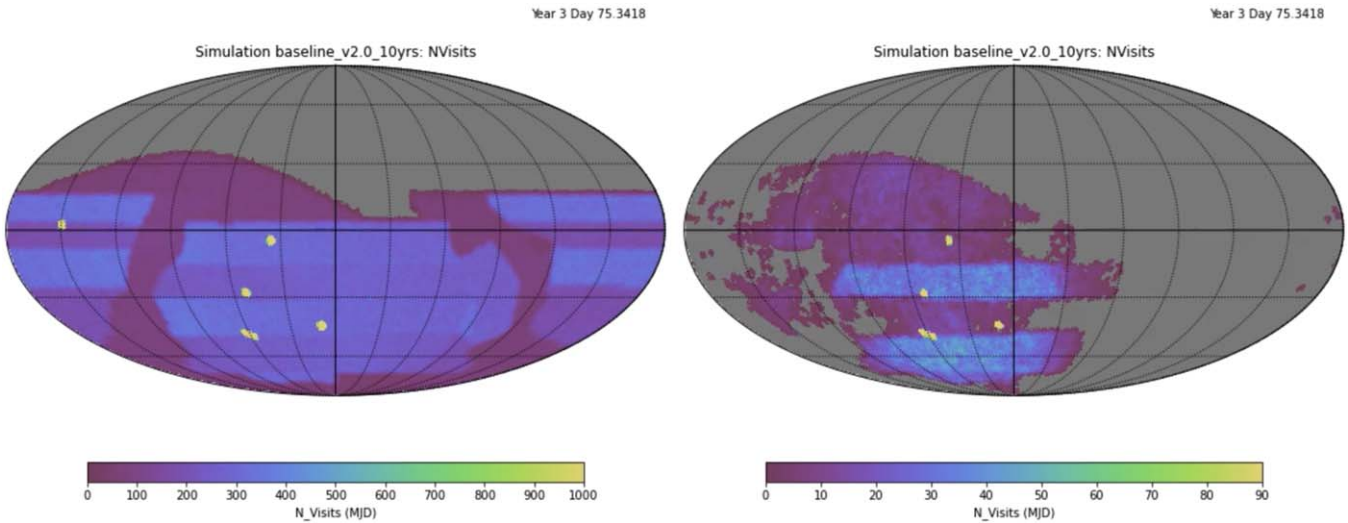 Year 3 Day 75.3418
Simulation baseline_v2.0_10yrs: NVisits
0 100 200 300 400 500 600 700 800 900 1000
N_Visits (MJD)
Year 3 Day 75.3418
Simulation baseline_v2.0_10yrs: NVisits
0 10 20 30 40 50 60 70 80 90
N_Visits (MJD)